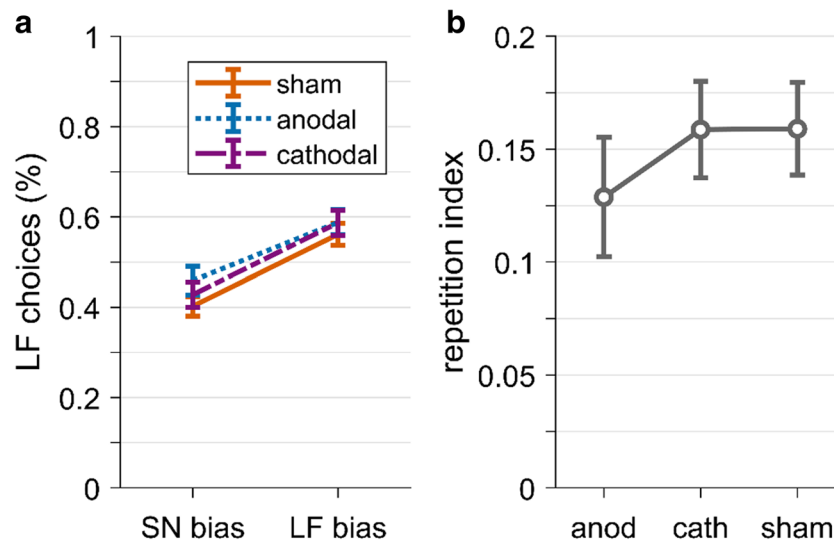 a
LF choices (%)
1
0.8
0.6
0.4
0.2
0
sham
anodal
cathodal
SN bias
LF bias
b
repetition index
0.2
0.15
0.1
0.05
0
anod
cath
sham